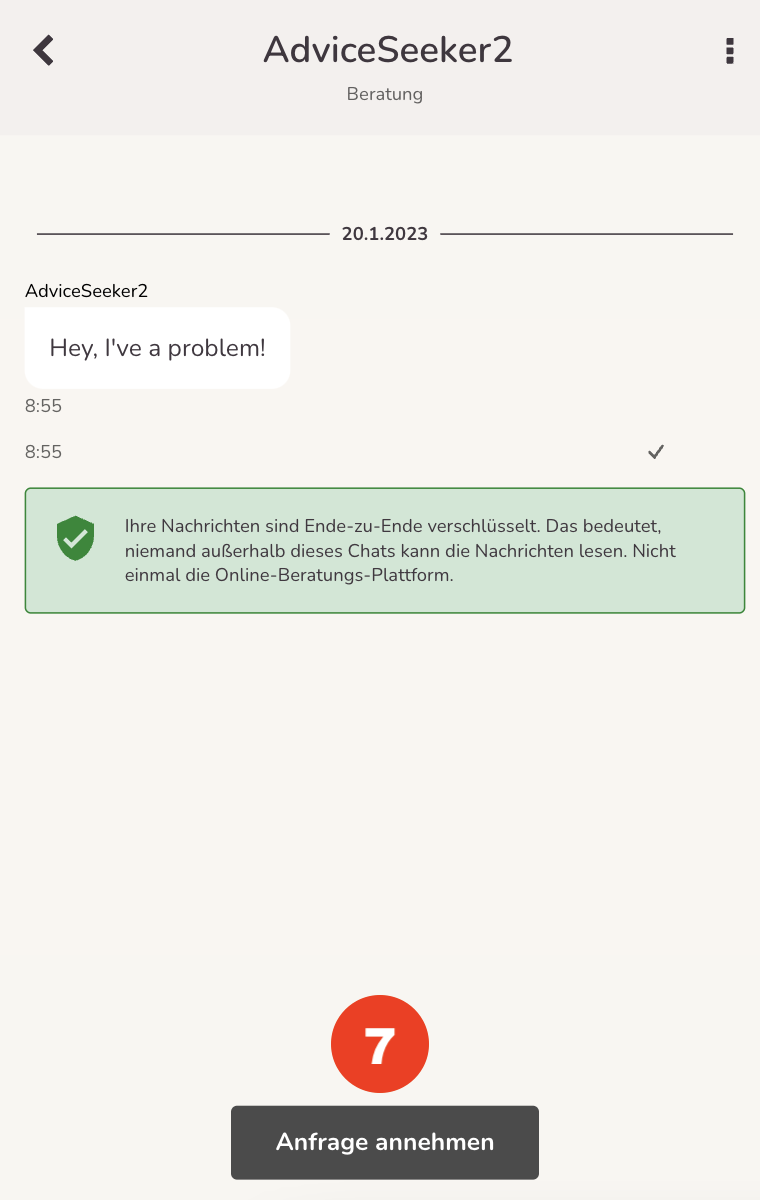 AdviceSeeker2
Beratung
20.1.2023
AdviceSeeker2
Hey, I've a problem!
8:55
8:55
Ihre Nachrichten sind Ende-zu-Ende verschlüsselt. Das bedeutet,
niemand außerhalb dieses Chats kann die Nachrichten lesen. Nicht
einmal die Online-Beratungs-Plattform.
7
Anfrage annehmen